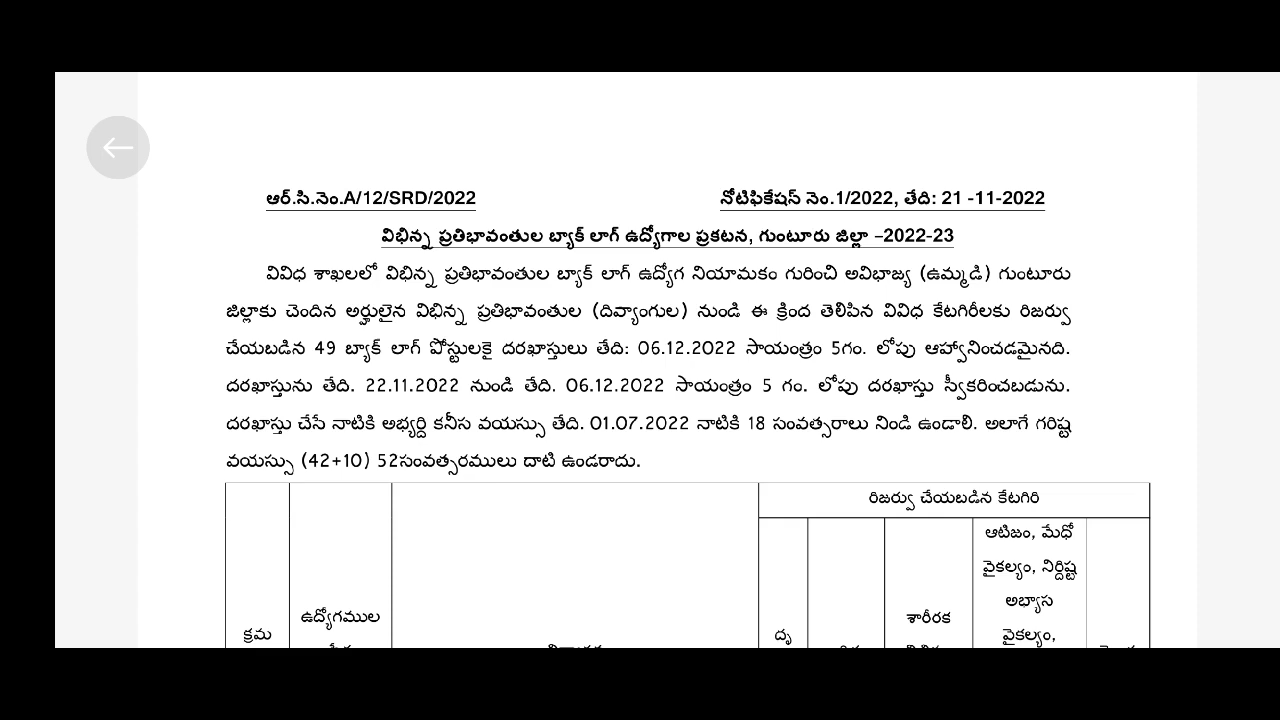 ఆర్.సి.నెం.A/12/SRD/2022
నోటిఫికేషన్ నెం.1/2022, తేది: 21 -11-2022
విభిన్న ప్రతిభావంతుల బ్యాక్ లాగ్ ఉద్యోగాల ప్రకటన, గుంటూరు జిల్లా –2022-23
వివిధ శాఖలలో విభిన్న ప్రతిభావంతుల బ్యాక్ లాగ్ ఉద్యోగ నియామకం గురించి అవిభాజ్య (ఉమ్మడి) గుంటూరు
జిల్లాకు చెందిన అర్హులైన విభిన్న ప్రతిభావంతుల (దివ్యాంగుల) నుండి ఈ క్రింద తెలిపిన వివిధ కేటగిరీలకు రిజర్వు
చేయబడిన 49 బ్యాక్ లాగ్ పోస్టులకై దరఖాస్తులు తేది: 06.12.2022 సాయంత్రం 5గం. లోపు ఆహ్వానించడమైనది.
దరఖాస్తును తేది. 22.11.2022 నుండి తేది. 06.12.2022 సాయంత్రం 5 గం. లోపు దరఖాస్తు స్వీకరించబడును.
దరఖాస్తు చేసే నాటికి అభ్యర్ది కనీస వయస్సు తేది. 01.07.2022 నాటికి 18 సంవత్సరాలు నిండి ఉండాలి. అలాగే గరిష్ట
వయస్సు (42+10) 52సంవత్సరములు దాటి ఉండరాదు.
రిజర్వు చేయబడిన కేటగిరి
క్రమ
ఉద్యోగముల
దృ
శారీరక
ఆటిజం, మేధో
వైకల్యం, నిర్దిష్ట
అభ్యాస
వైకల్యం,